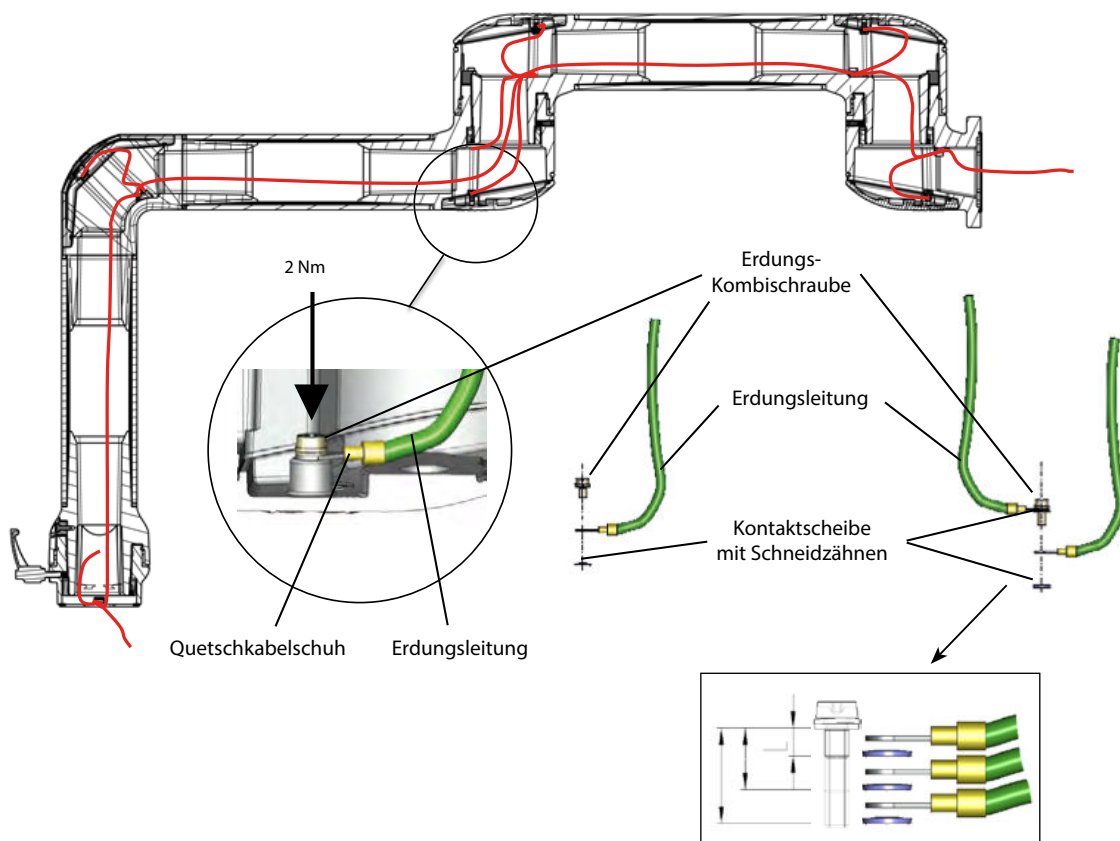 2 Nm
Erdungs-
Kombischraube
Erdungsleitung
Kontaktscheibe
mit Schneidzähnen
Quetschkabelschuh
Erdungsleitung
L